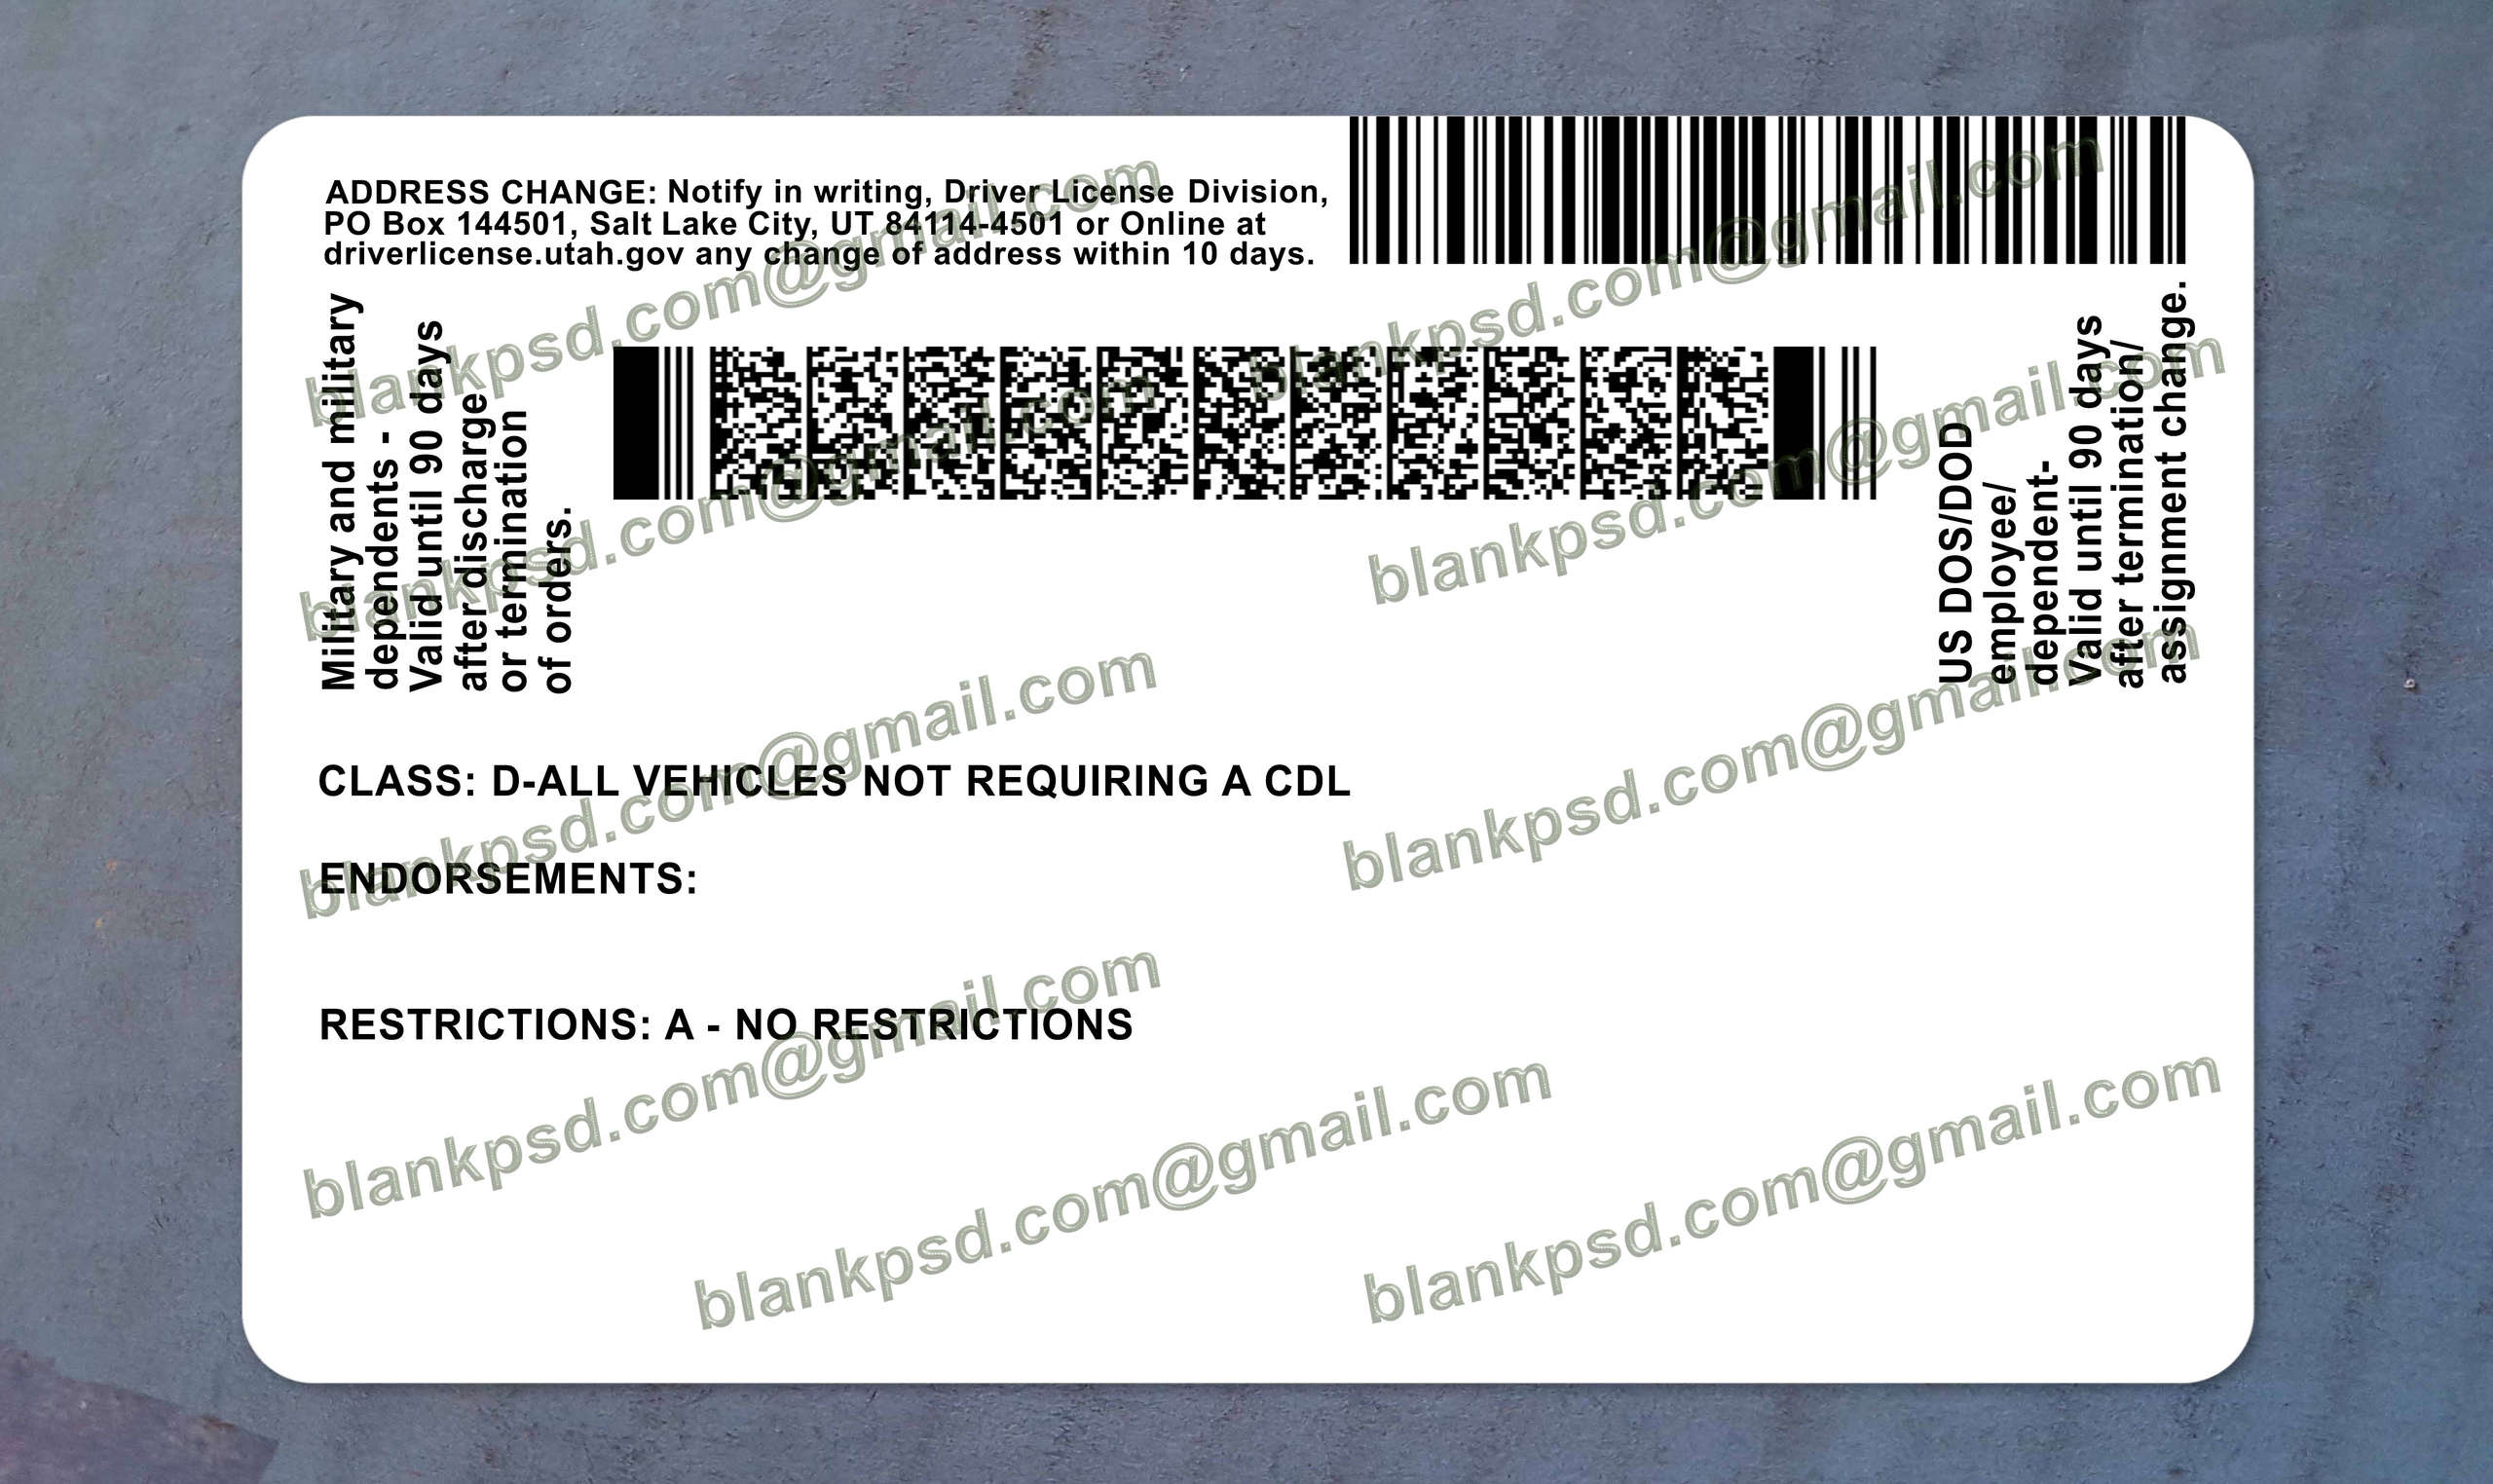 ADDRESS CHANGE: Notify in writing, Driver License Division,
PO Box 144501, Salt Lake City, UT 84114-4501 or Online at
driverlicense.utah.gov any change of address within 10 days.
Military and military
dependents -
Valid until 90 days
after discharge
or termination
of orders.
US DOS/DOD
employee/
dependent-
Valid until 90 days
after termination/
assignment change.
CLASS: D-ALL VEHICLES NOT REQUIRING A CDL
ENDORSEMENTS:
RESTRICTIONS: A - NO RESTRICTIONS
blankpsd.com@gmail.com
blankpsd.com@gmail.com
blankpsd.com@gmail.com
blankpsd.com@gmail.com
blankpsd.com@gmail.com
blankpsd.com@gmail.com
blankpsd.com@gmail.com
blankpsd.com@gmail.com
blankpsd.com@gmail.com